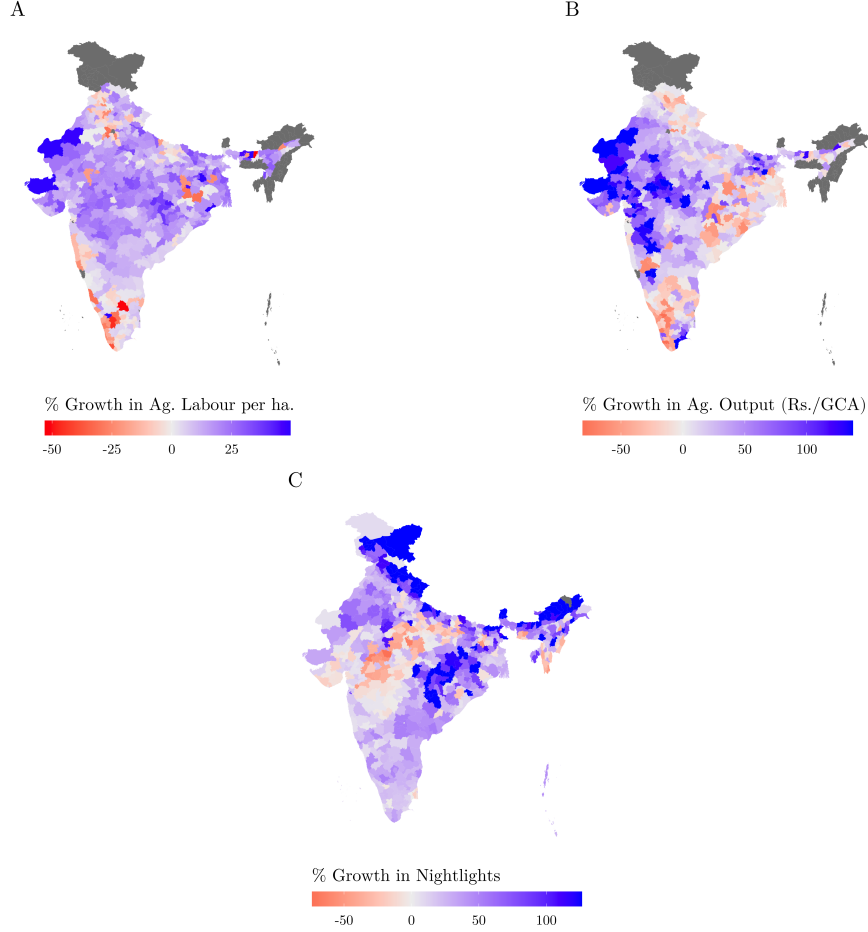 A
B
% Growth in Ag. Labour per ha.
-50 -25 0 25
% Growth in Ag. Output (Rs./GCA)
-50 0 50 100
C
% Growth in Nightlights
-50 0 50 100